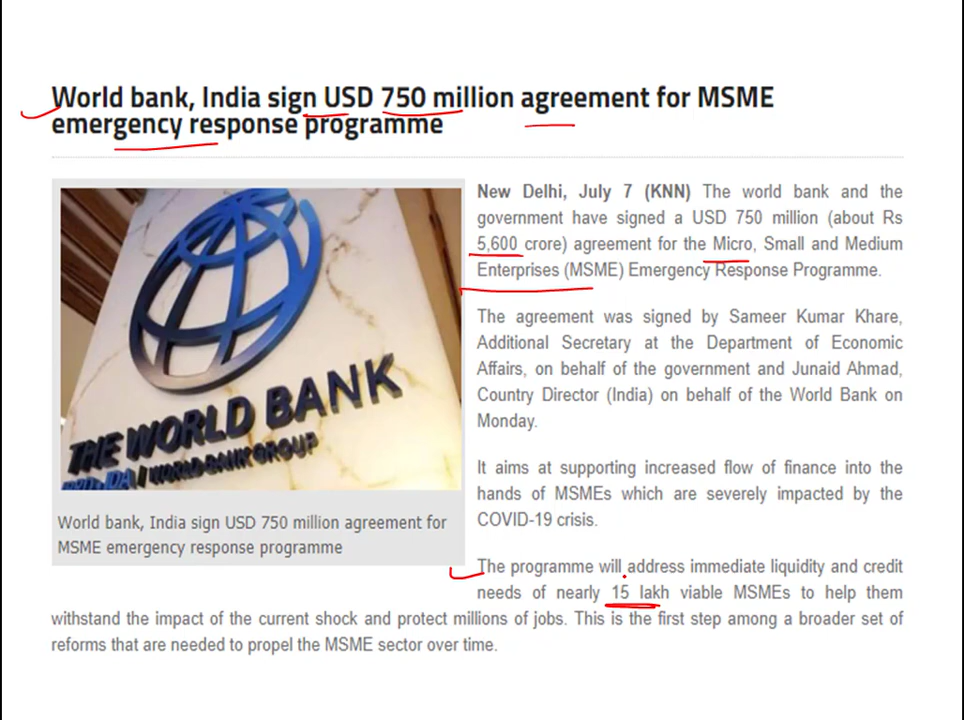 World bank, India sign USD 750 million agreement for MSME
emergency response programme
THE WORLD BANK
IBRD • IDA | WORLD BANK GROUP
World bank, India sign USD 750 million agreement for
MSME emergency response programme
New Delhi, July 7 (KNN) The world bank and the
government have signed a USD 750 million (about Rs
5,600 crore) agreement for the Micro, Small and Medium
Enterprises (MSME) Emergency Response Programme.
The agreement was signed by Sameer Kumar Khare,
Additional Secretary at the Department of Economic
Affairs, on behalf of the government and Junaid Ahmad,
Country Director (India) on behalf of the World Bank on
Monday.
It aims at supporting increased flow of finance into the
hands of MSMEs which are severely impacted by the
COVID-19 crisis.
The programme will address immediate liquidity and credit
needs of nearly 15 lakh viable MSMEs to help them
withstand the impact of the current shock and protect millions of jobs. This is the first step among a broader set of
reforms that are needed to propel the MSME sector over time.